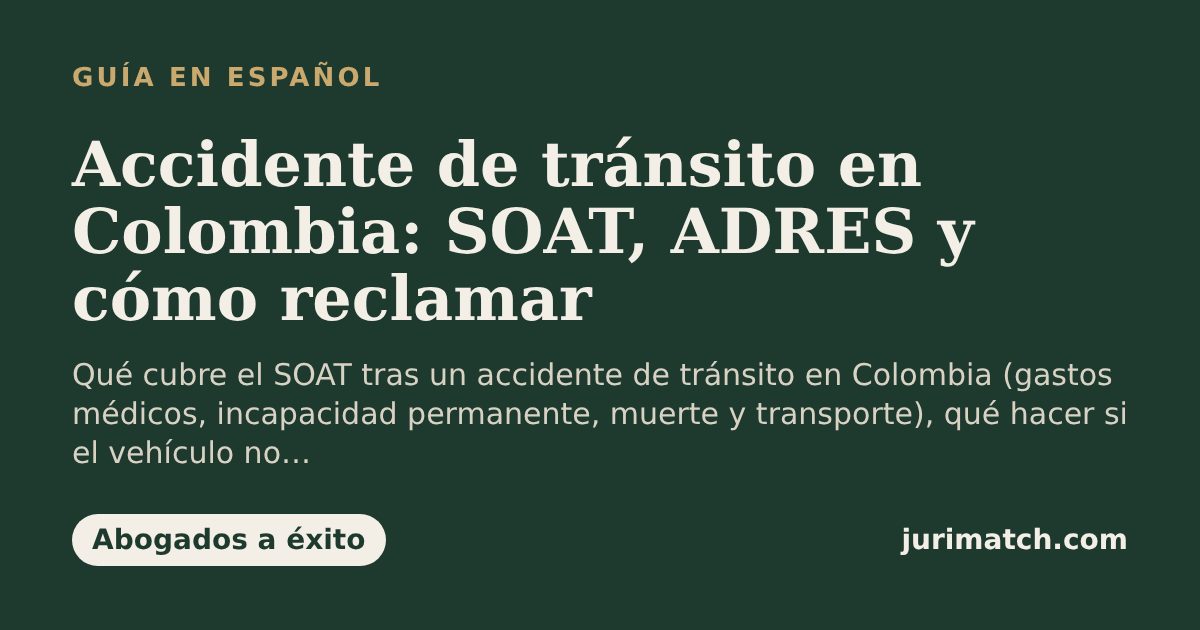 GUÍA EN ESPAÑOL
Accidente de tránsito en
Colombia: SOAT, ADRES y
cómo reclamar
Qué cubre el SOAT tras un accidente de tránsito en Colombia (gastos
médicos, incapacidad permanente, muerte y transporte), qué hacer si
el vehículo no…
Abogados a éxito
jurimatch.com